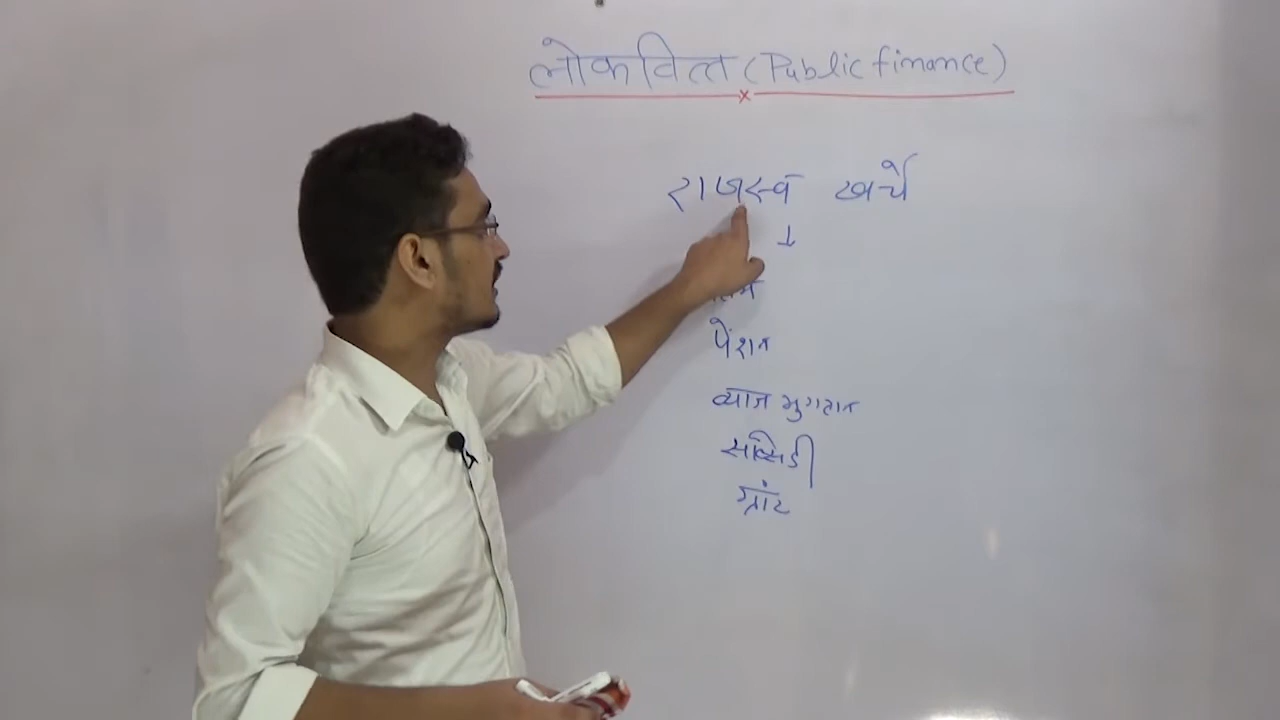 लोकवित्त (Public finance)
राजस्व खर्चे
पेंशन
व्याज भुगतान
सब्सिडी
ग्रांट